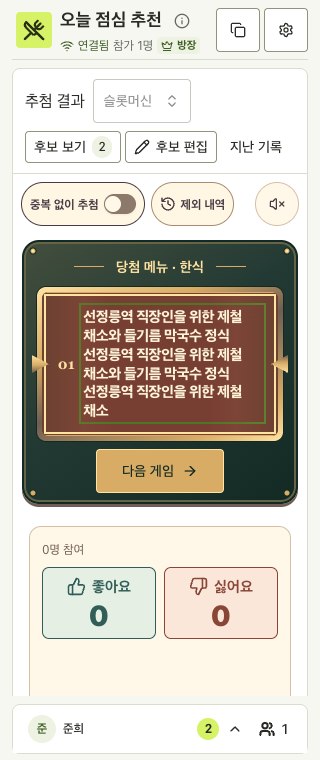 오늘 점심 추천
연결됨 참가 1명 방장
추첨 결과 슬롯머신
후보 보기 2 후보 편집 지난 기록
중복 없이 추첨 제외 내역
당첨 메뉴 · 한식
01
선정릉역 직장인을 위한 제철
채소와 들기름 막국수 정식
선정릉역 직장인을 위한 제철
채소와 들기름 막국수 정식
선정릉역 직장인을 위한 제철
채소
다음 게임
0명 참여
좋아요 싫어요
0 0
준 준희 2 1